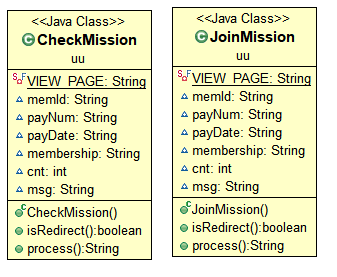 <<Java Class>>
CheckMission
uu
VIEW_PAGE: String
memId: String
payNum: String
payDate: String
membership: String
cnt: int
msg: String
CheckMission()
isRedirect():boolean
process():String
<<Java Class>>
JoinMission
uu
VIEW_PAGE: String
memId: String
payNum: String
payDate: String
membership: String
cnt: int
msg: String
JoinMission()
isRedirect():boolean
process():String